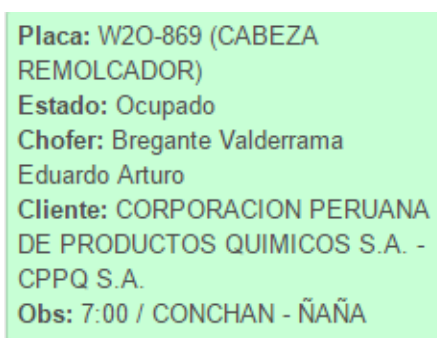 Placa: W2O-869 (CABEZA
REMOLCADOR)
Estado: Ocupado
Chofer: Bregante Valderrama
Eduardo Arturo
Cliente: CORPORACION PERUANA
DE PRODUCTOS QUIMICOS S.A. -
CPPQ S.A.
Obs: 7:00 / CONCHAN - ÑAÑA